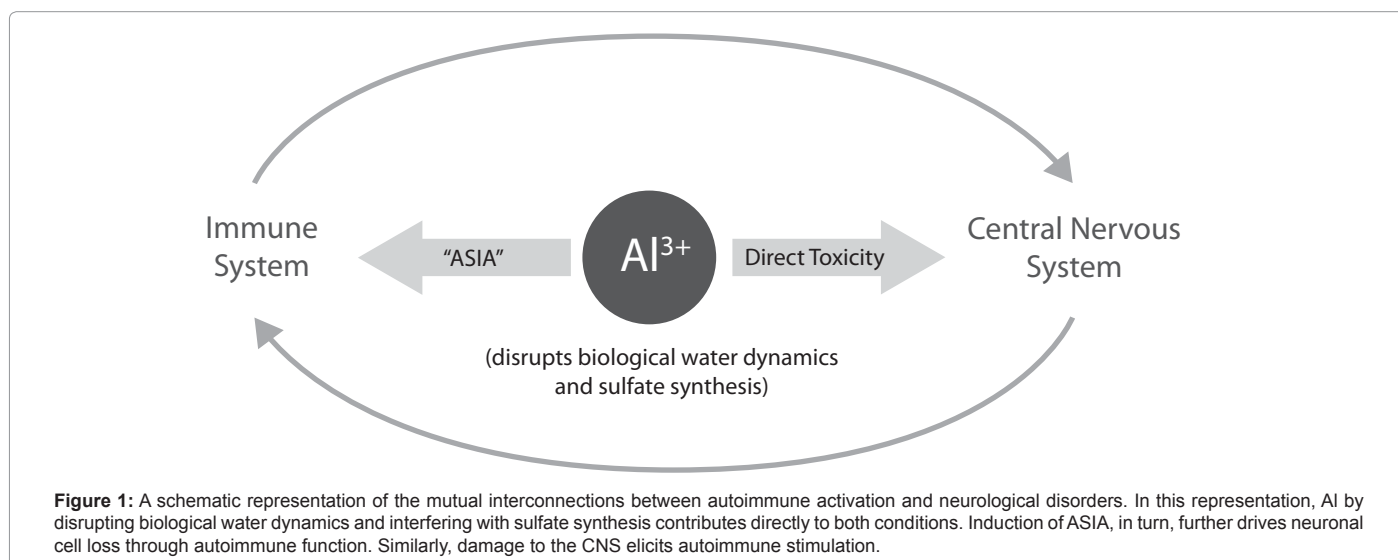 Immune
System
"ASIA"
Al3+
Direct Toxicity
Central Nervous
System
(disrupts biological water dynamics
and sulfate synthesis)
Figure 1: A schematic representation of the mutual interconnections between autoimmune activation and neurological disorders. In this representation, Al by
disrupting biological water dynamics and interfering with sulfate synthesis contributes directly to both conditions. Induction of ASIA, in turn, further drives neuronal
cell loss through autoimmune function. Similarly, damage to the CNS elicits autoimmune stimulation.